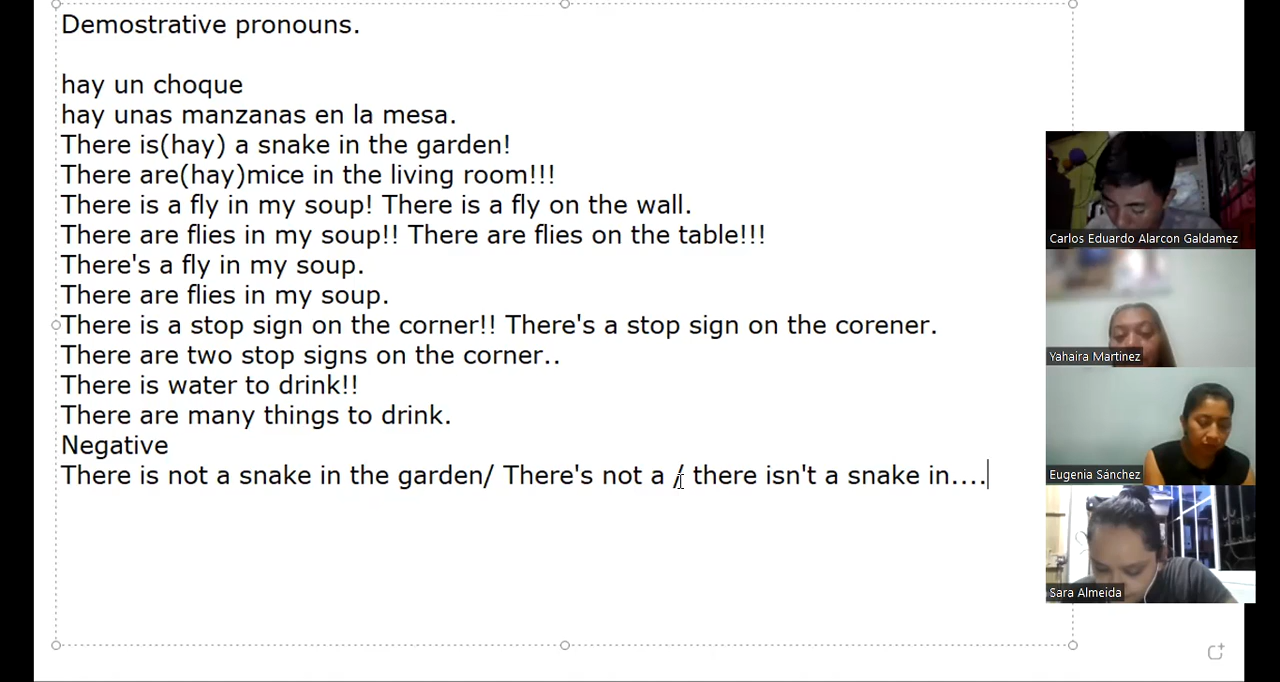 Demostrative pronouns.
hay un choque
hay unas manzanas en la mesa.
There is(hay) a snake in the garden!
There are(hay)mice in the living room!!!
There is a fly in my soup! There is a fly on the wall.
There are flies in my soup!! There are flies on the table!!!
There's a fly in my soup.
There are flies in my soup.
There is a stop sign on the corner!! There's a stop sign on the corener.
There are two stop signs on the corner..
There is water to drink!!
There are many things to drink.
Negative
There is not a snake in the garden/ There's not a / there isn't a snake in....
Carlos Eduardo Alarcon Galdamez
Yahaira Martinez
Eugenia Sánchez
Sara Almeida